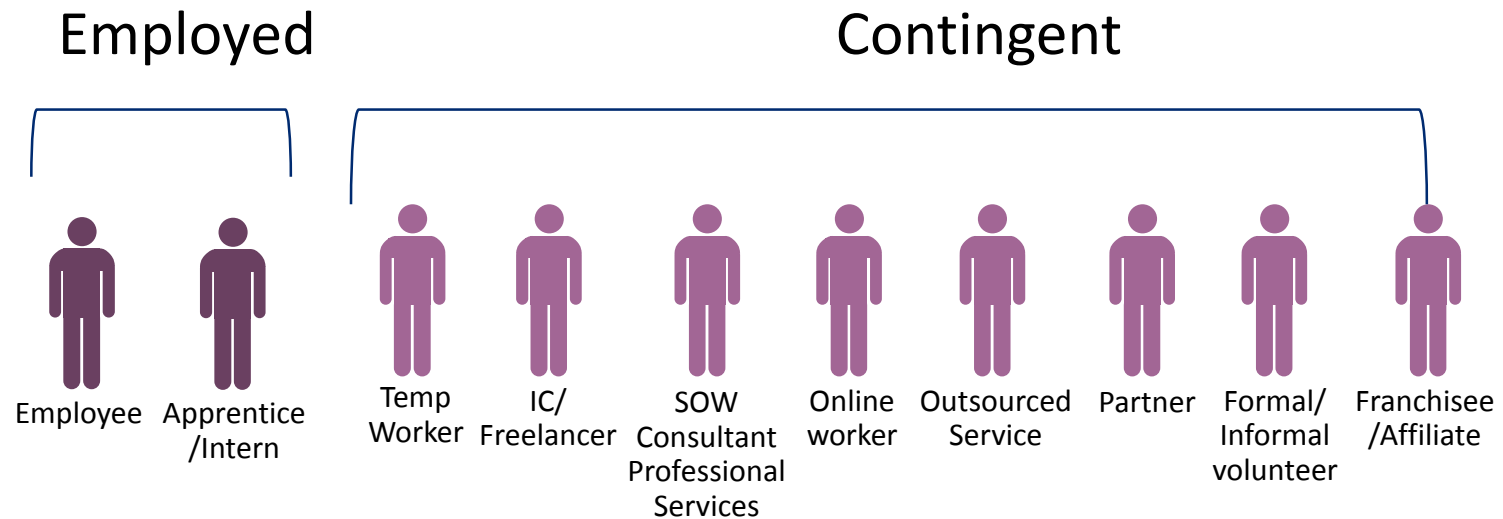 Employed
Contingent
Employee
Apprentice
/Intern
Temp
Worker
IC/
Freelancer
SOW
Consultant
Professional
Services
Online
worker
Outsourced
Service
Partner
Formal/
Informal
volunteer
Franchisee
/Affiliate